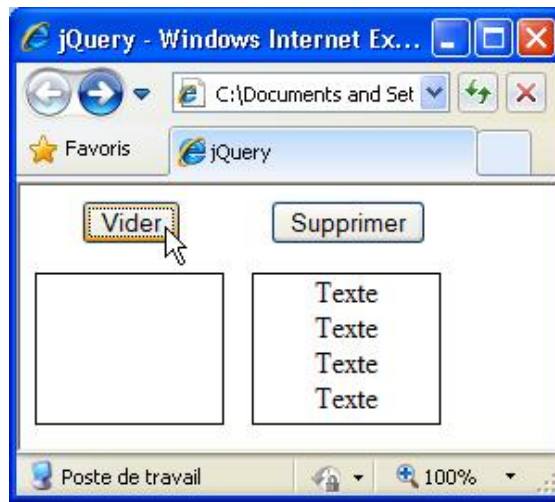 jQuery - Windows Internet Ex...
C:\Documents and Set
Favoris
jQuery
Vider
Supprimer
Texte
Texte
Texte
Texte
Poste de travail
100%